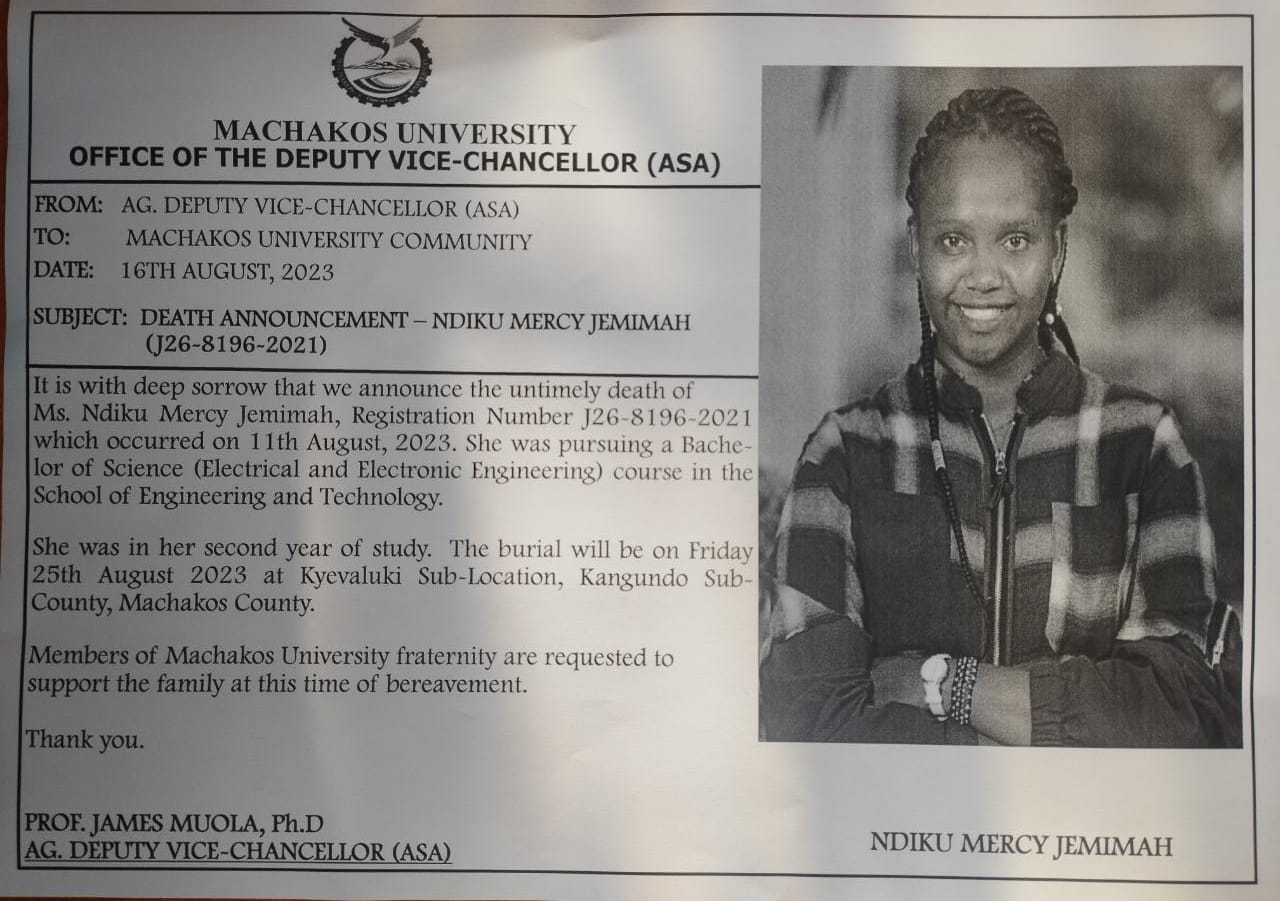 MACHAKOS UNIVERSITY
OFFICE OF THE DEPUTY VICE-CHANCELLOR (ASA)
FROM: AG. DEPUTY VICE-CHANCELLOR (ASA)
TO: MACHAKOS UNIVERSITY COMMUNITY
DATE: 16TH AUGUST, 2023
SUBJECT: DEATH ANNOUNCEMENT – NDIKU MERCY JEMIMAH
(J26-8196-2021)
It is with deep sorrow that we announce the untimely death of
Ms. Ndiku Mercy Jemimah, Registration Number J26-8196-2021
which occurred on 11th August, 2023. She was pursuing a Bache-
lor of Science (Electrical and Electronic Engineering) course in the
School of Engineering and Technology.
She was in her second year of study. The burial will be on Friday
25th August 2023 at Kyevaluki Sub-Location, Kangundo Sub-
County, Machakos County.
Members of Machakos University fraternity are requested to
support the family at this time of bereavement.
Thank you.
PROF. JAMES MUOLA, Ph.D
AG. DEPUTY VICE-CHANCELLOR (ASA)
NDIKU MERCY JEMIMAH